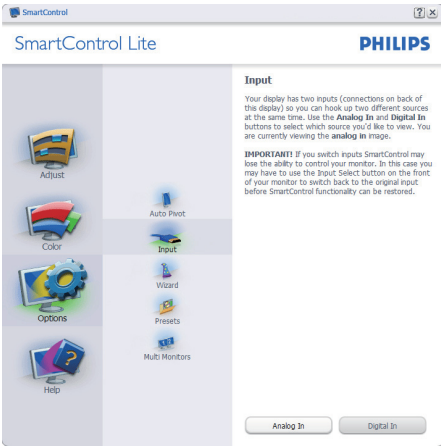 SmartControl
? ×
SmartControl Lite
PHILIPS
Adjust
Color
Options
Help
Auto Pivot
Input
Wizard
Presets
Multi Monitors
Input
Your display has two inputs (connections on back of
this display) so you can hook up two different sources
at the same time. Use the Analog In and Digital In
buttons to select which source you'd like to view. You
are currently viewing the analog in image.
IMPORTANT! If you switch inputs SmartControl may
lose the ability to control your monitor. In this case you
may have to use the Input Select button on the front
of your monitor to switch back to the original input
before SmartControl functionality can be restored.
Analog In
Digital In